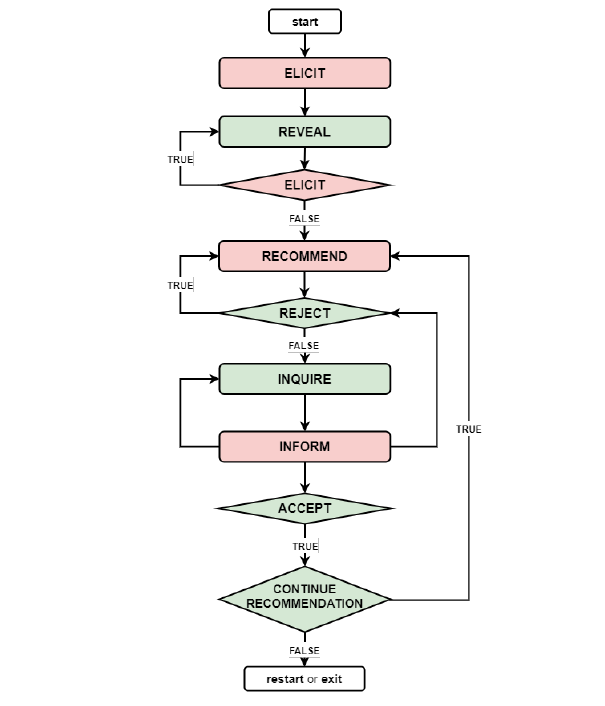 start
ELICIT
REVEAL
TRUE
ELICIT
FALSE
RECOMMEND
TRUE
REJECT
FALSE
INQUIRE
TRUE
INFORM
ACCEPT
TRUE
CONTINUE
RECOMMENDATION
FALSE
restart or exit